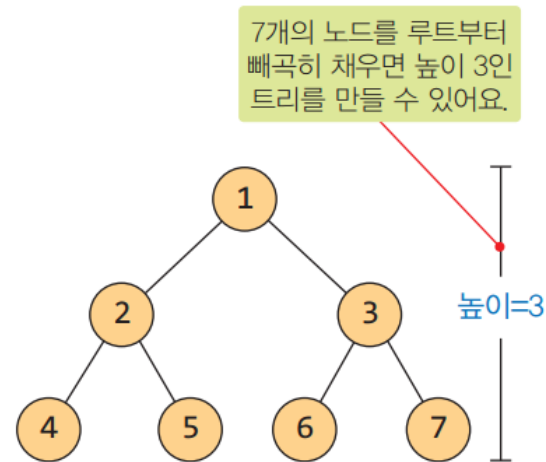 7개의 노드를 루트부터
빼곡히 채우면 높이 3인
트리를 만들 수 있어요.
1
2
3
높이=3
4
5
6
7